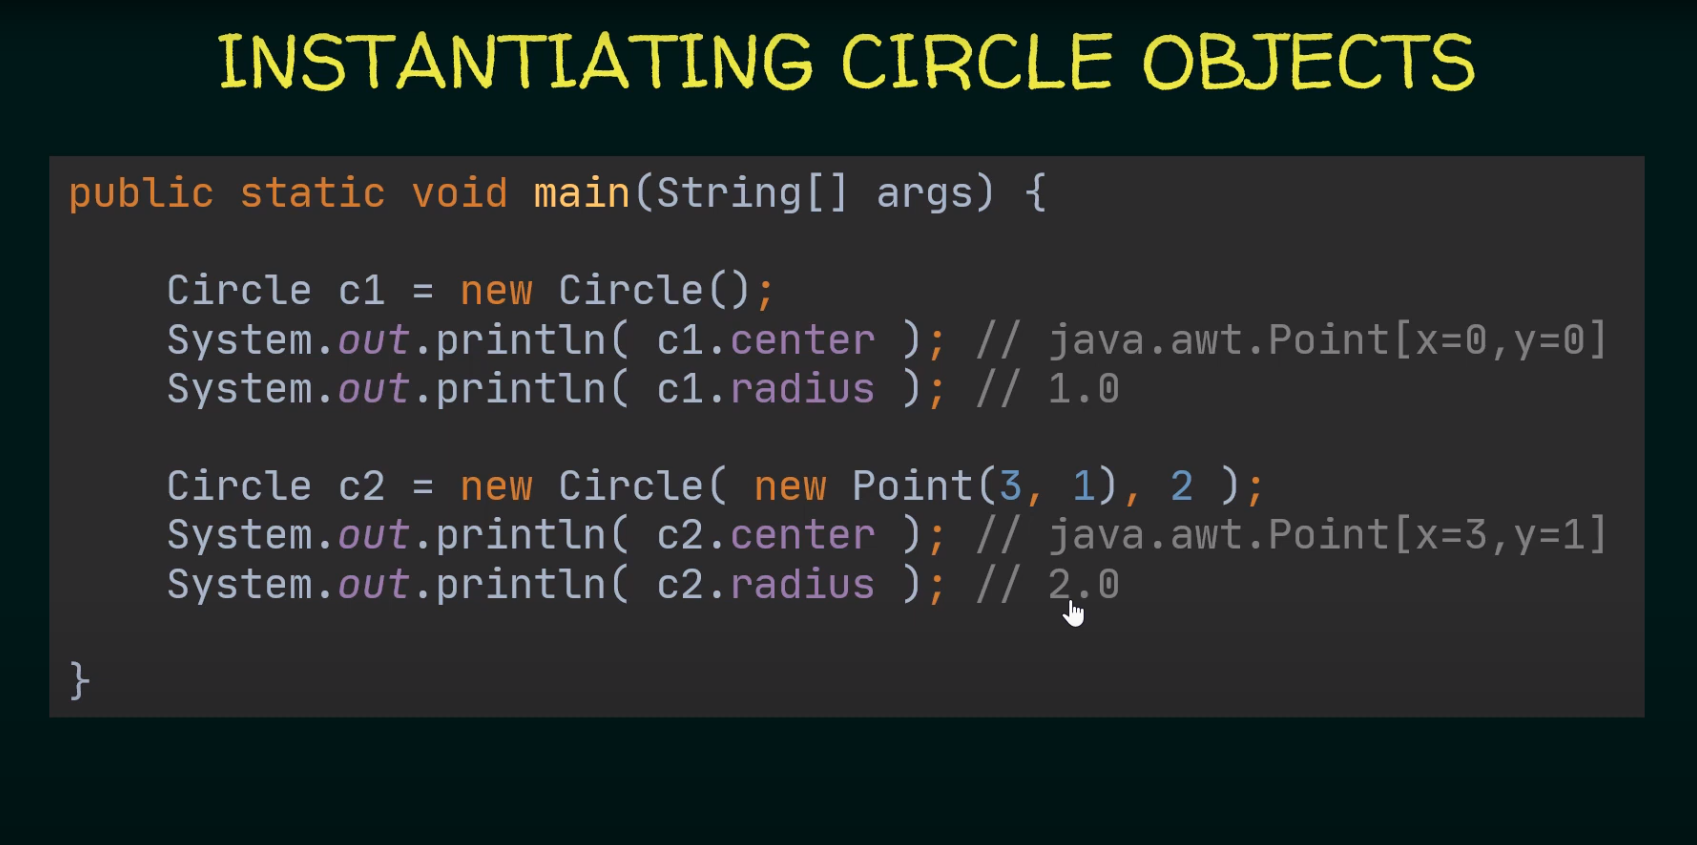 INSTANTIATING CIRCLE OBJECTS
public static void main(String[] args) {
Circle c1 = new Circle();
System.out.println( c1.center ); // java.awt.Point[x=0,y=0]
System.out.println( c1.radius ); // 1.0
Circle c2 = new Circle( new Point(3, 1), 2 );
System.out.println( c2.center ); // java.awt.Point[x=3,y=1]
System.out.println( c2.radius ); // 2.0
}